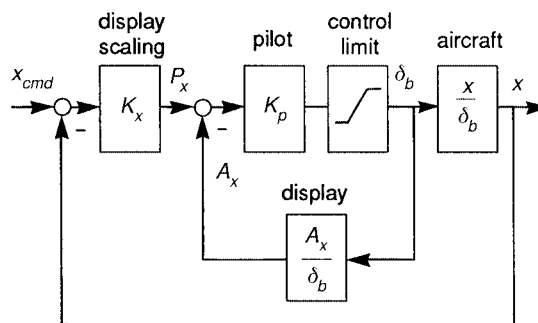 display
scaling
pilot
control
limit
aircraft
x_cmd
−
K_x
P_x
−
K_p
δ_b
x
δ_b
x
A_x
display
A_x
δ_b